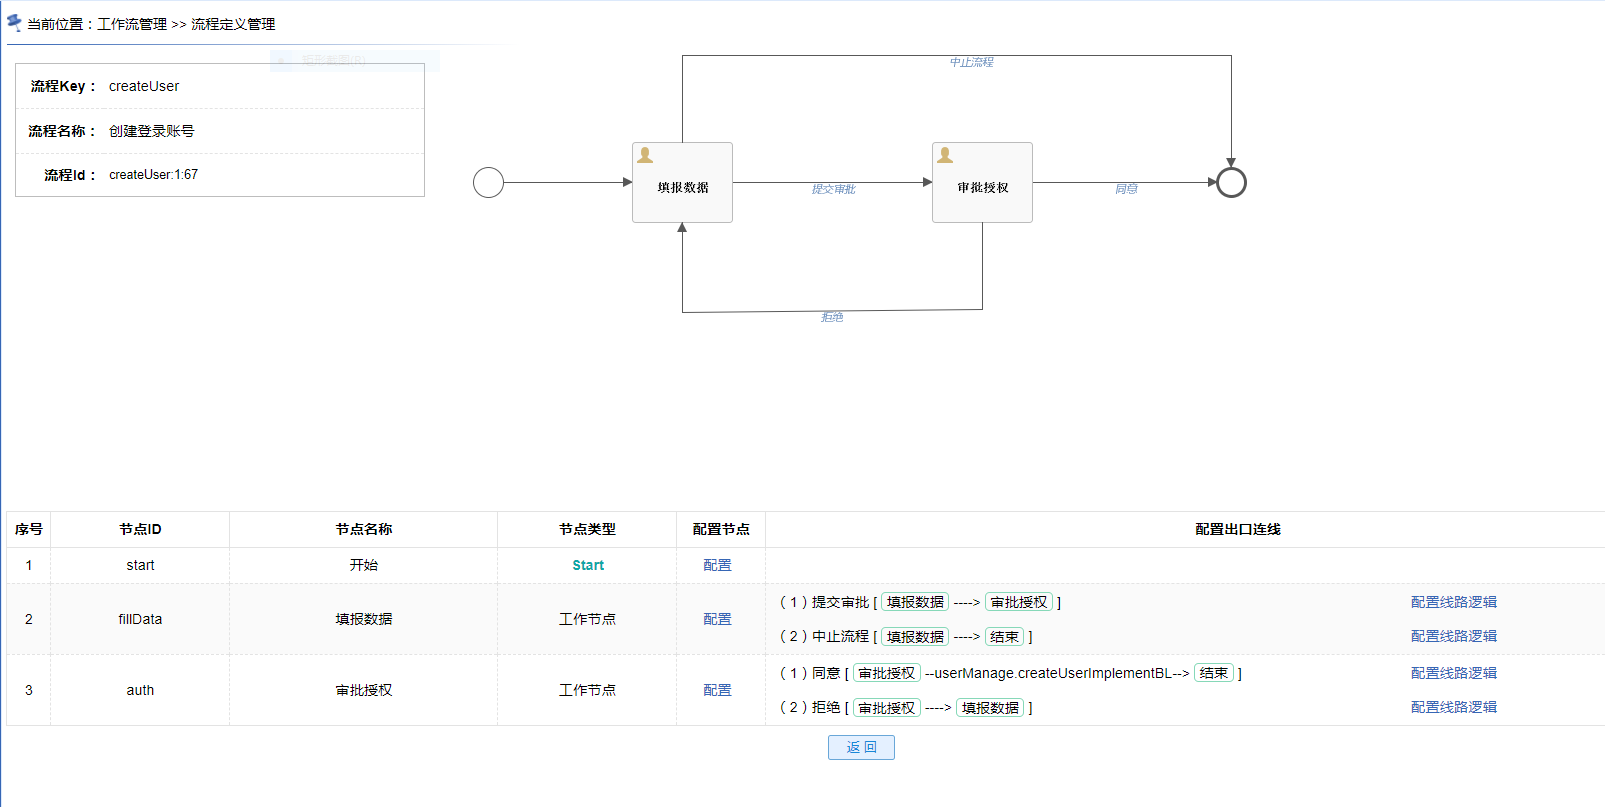 当前位置：工作流管理 >> 流程定义管理
矩形截面(R)
流程Key： createUser
流程名称： 创建登录账号
流程Id： createUser:1:67
中止流程
填报数据
提交审批
审批授权
同意
拒绝
序号 节点ID 节点名称 节点类型 配置节点 配置出口连线
1 start 开始 Start 配置
2 fillData 填报数据 工作节点 配置
（1）提交审批 [ 填报数据 ----> 审批授权 ] 配置线路逻辑
（2）中止流程 [ 填报数据 ----> 结束 ] 配置线路逻辑
3 auth 审批授权 工作节点 配置
（1）同意 [ 审批授权 --userManage.createUserImplementBL--> 结束 ] 配置线路逻辑
（2）拒绝 [ 审批授权 ----> 填报数据 ] 配置线路逻辑
返 回